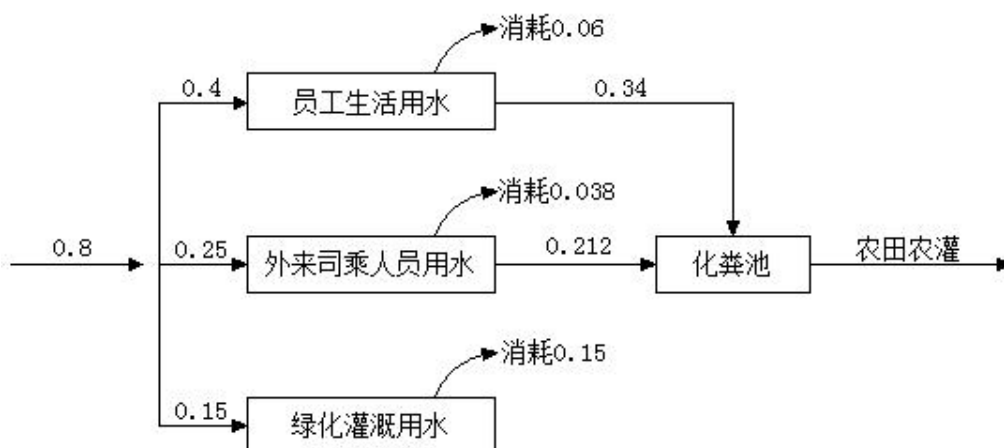 消耗0.06
0.4
员工生活用水
0.34
消耗0.038
0.8
0.25
外来司乘人员用水
0.212
化粪池
农田农灌
消耗0.15
0.15
绿化灌溉用水